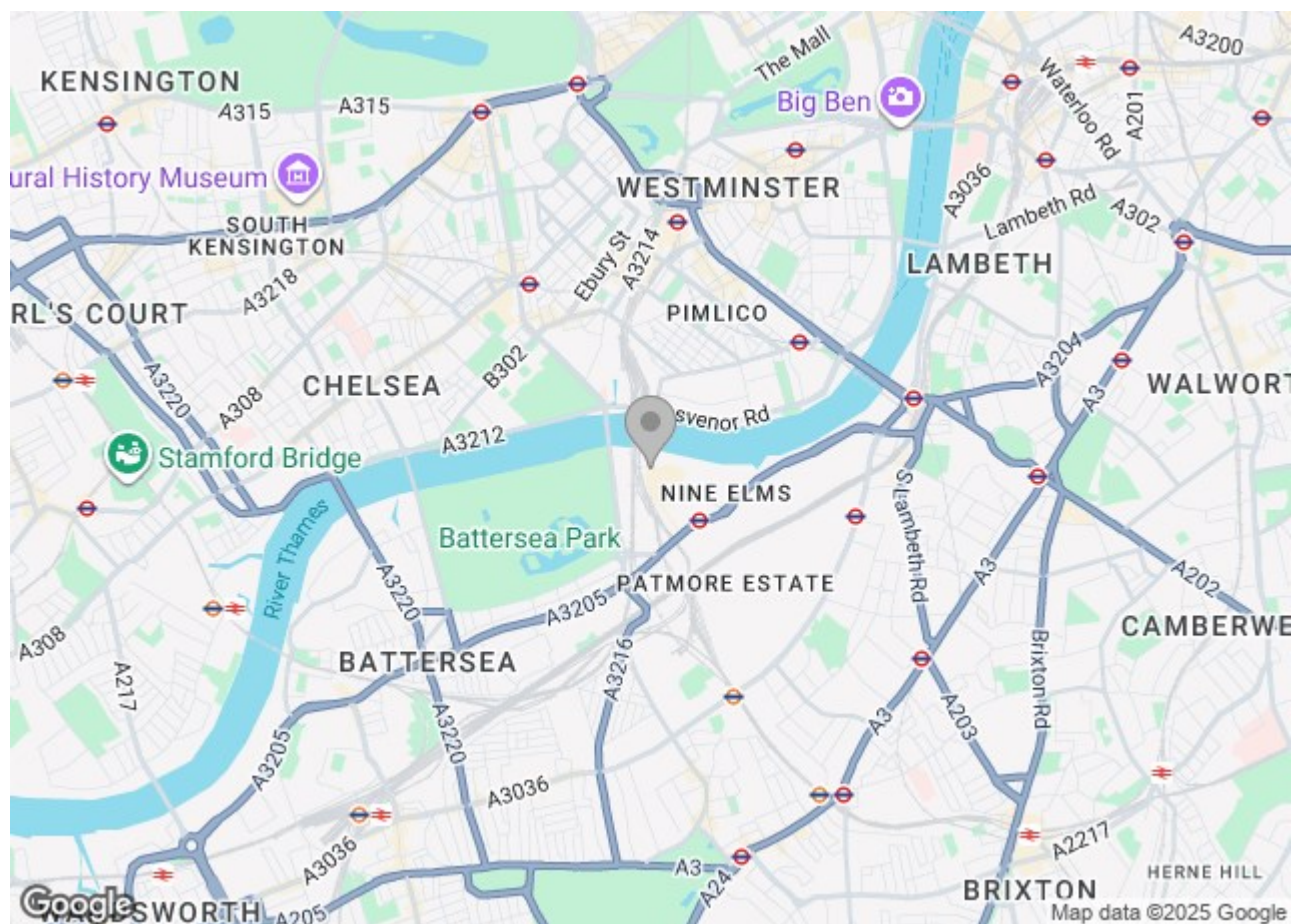 A3200
The Mall
KENSINGTON
A315
A315
Big Ben
Waterloo Rd
A201
ural History Museum
WESTMINSTER
A3036
Lambeth Rd
A302
SOUTH
KENSINGTON
Ebury St
A3214
LAMBETH
A3218
RL'S COURT
PIMLICO
A3220
B302
A3204
CHELSEA
A3
WALWORT
A308
svenor Rd
A3212
Stamford Bridge
NINE ELMS
S Lambeth Rd
River Thames
Battersea Park
A3220
A3
A202
PATMORE ESTATE
A3205
A308
CAMBERWE
A217
BATTERSEA
A3216
Brixton Rd
A3220
A3
A203
A3205
A3036
A3036
A2217
A3
A24
HERNE HILL
BRIXTON
Google
WANDSWORTH
A205
Map data ©2025 Google